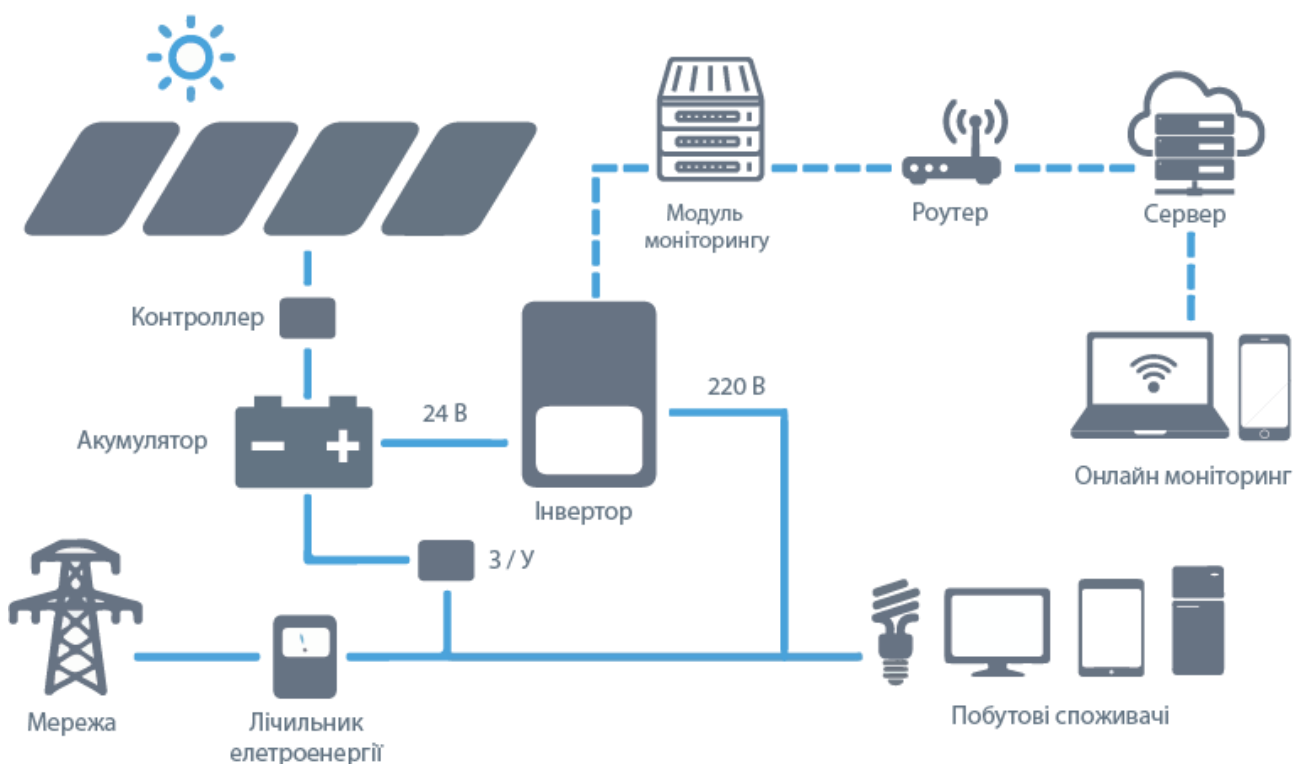 Модуль
моніторингу
Роутер
Сервер
Контроллер
24 В
220 В
Акумулятор
Онлайн моніторинг
Інвертор
З / У
Мережа
Лічильник
елетроенергії
Побутові споживачі